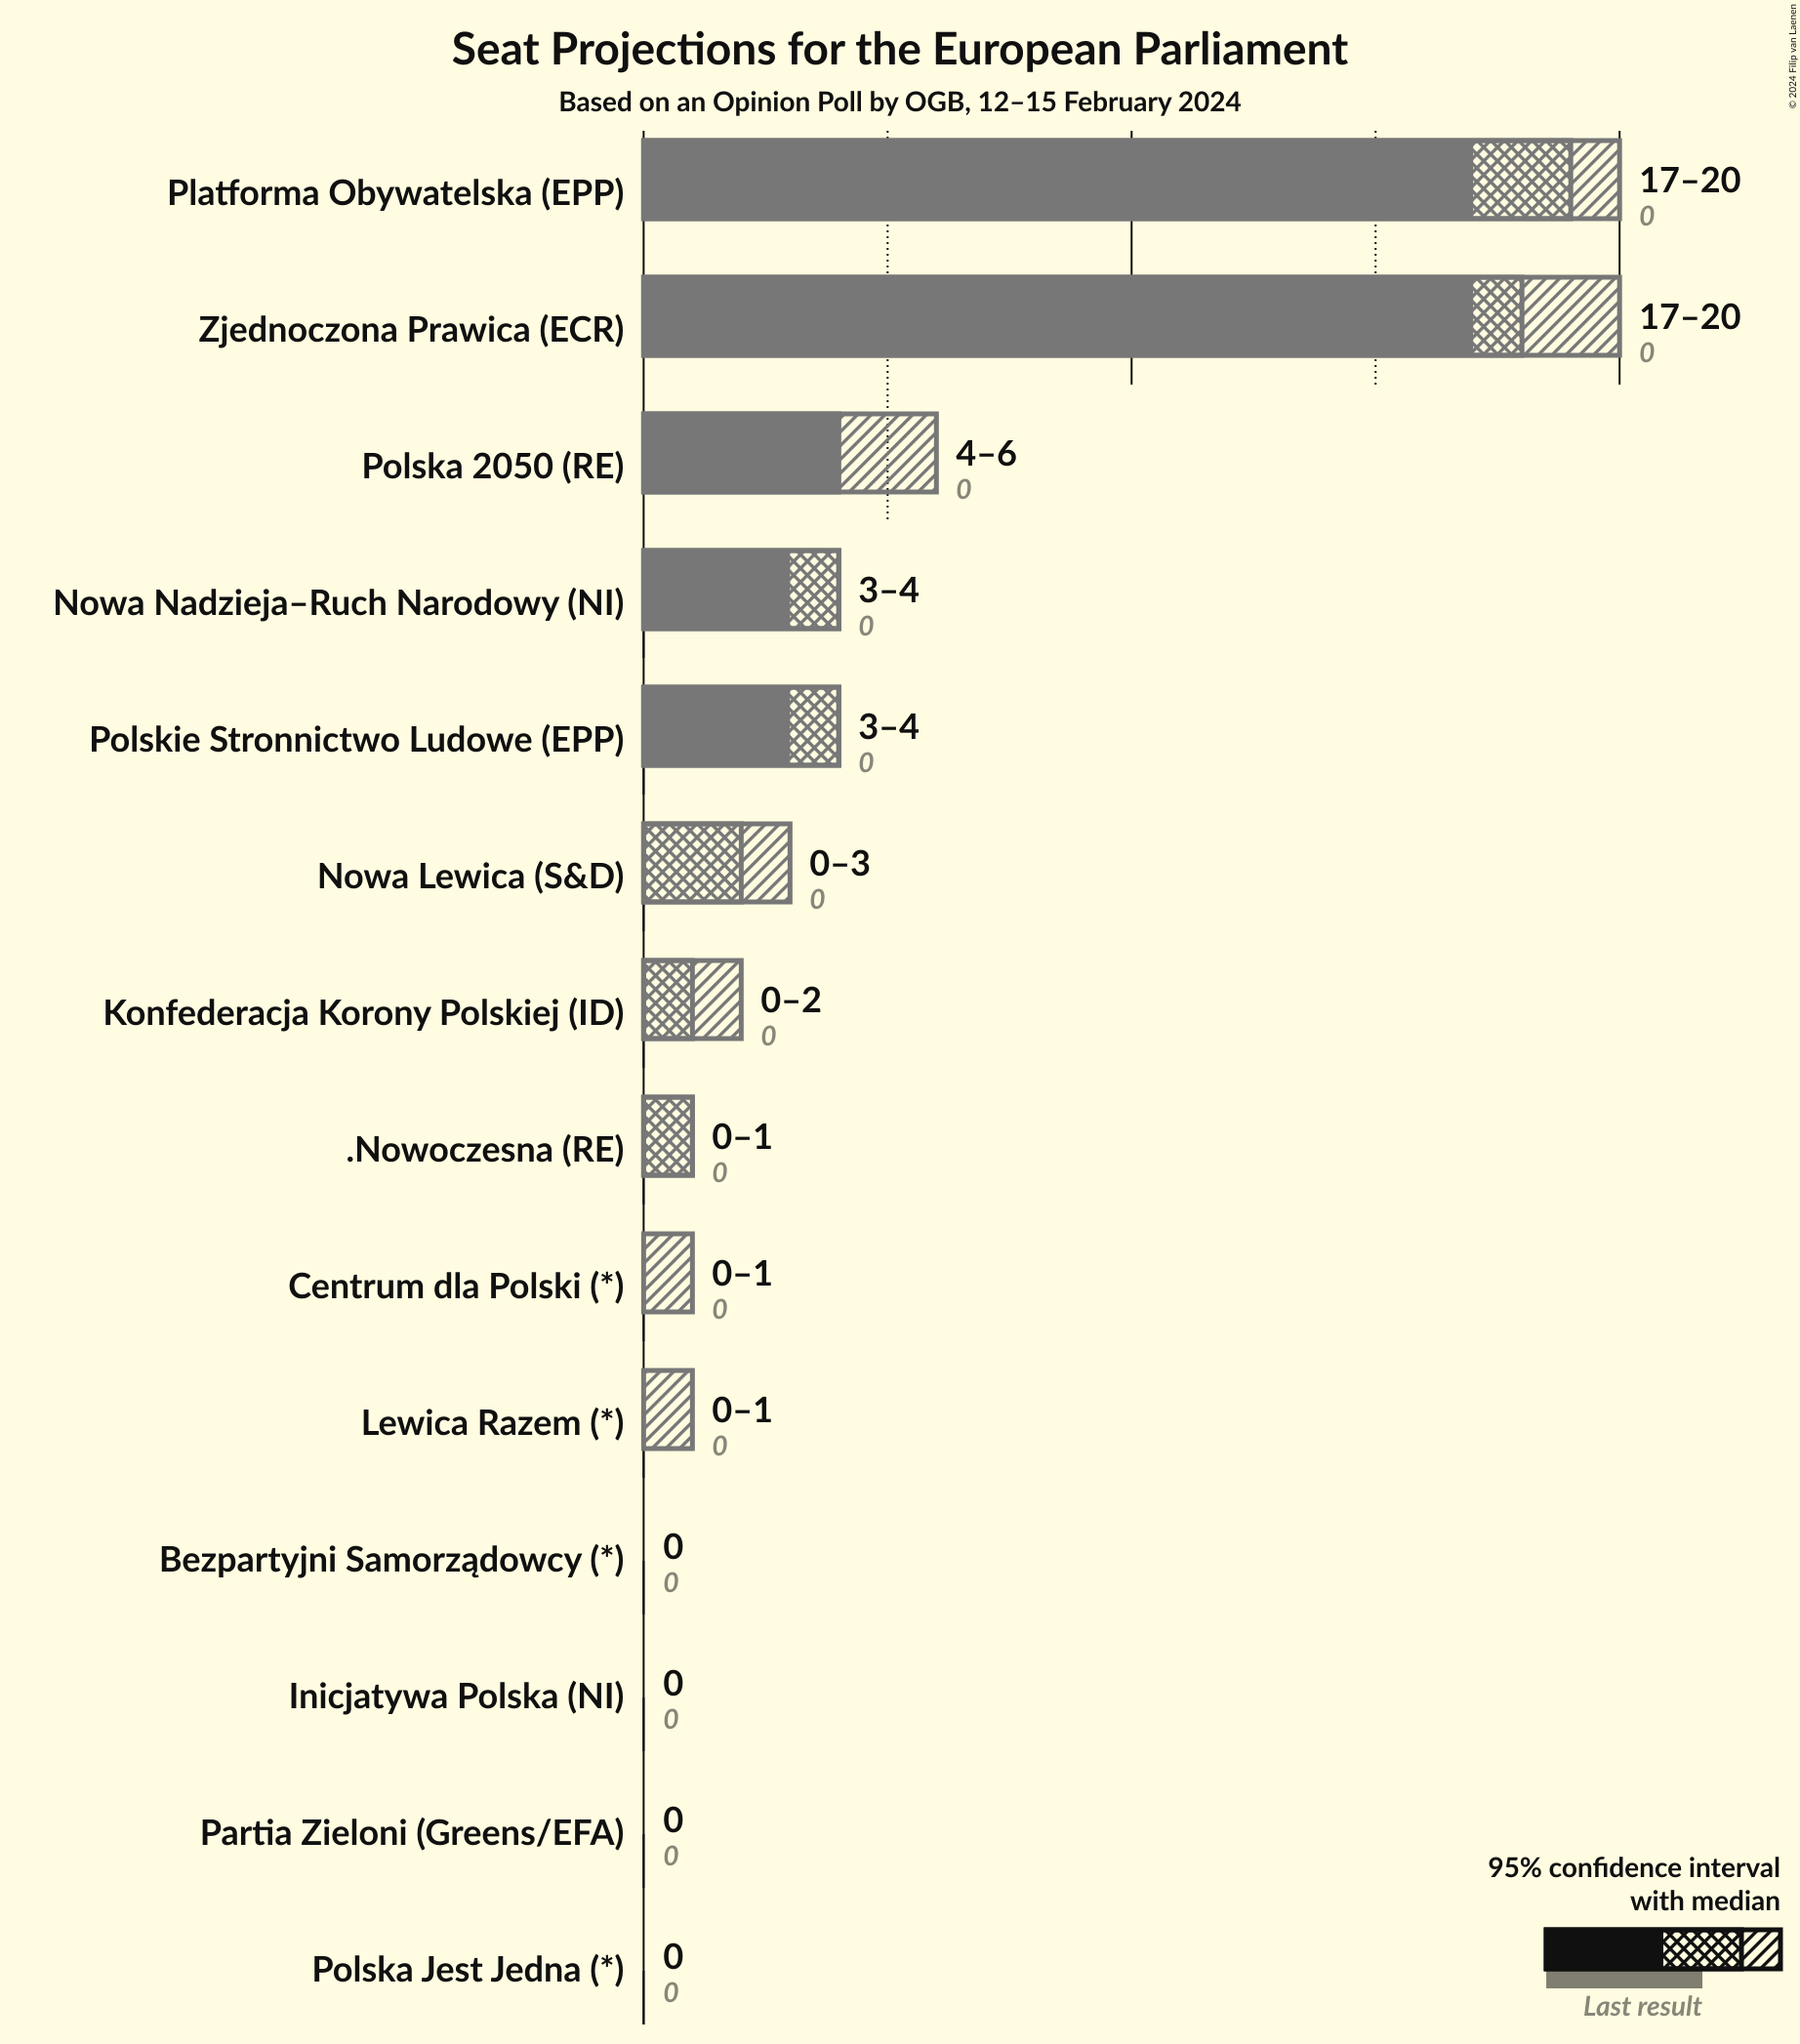 Seat Projections for the European Parliament
Based on an Opinion Poll by OGB, 12–15 February 2024
© 2024 Filip van Laenen
Platforma Obywatelska (EPP)
17–20
0
Zjednoczona Prawica (ECR)
17–20
0
Polska 2050 (RE)
4–6
0
Nowa Nadzieja–Ruch Narodowy (NI)
3–4
0
Polskie Stronnictwo Ludowe (EPP)
3–4
0
Nowa Lewica (S&D)
0–3
0
Konfederacja Korony Polskiej (ID)
0–2
0
.Nowoczesna (RE)
0–1
0
Centrum dla Polski (*)
0–1
0
Lewica Razem (*)
0–1
0
Bezpartyjni Samorządowcy (*)
0
0
Inicjatywa Polska (NI)
0
0
Partia Zieloni (Greens/EFA)
0
0
Polska Jest Jedna (*)
0
0
95% confidence interval
with median
Last result